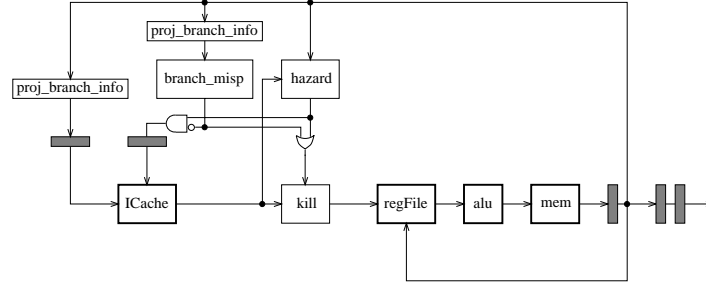 proj_branch_info
branch_misp
hazard
proj_branch_info
ICache
kill
regFile
alu
mem